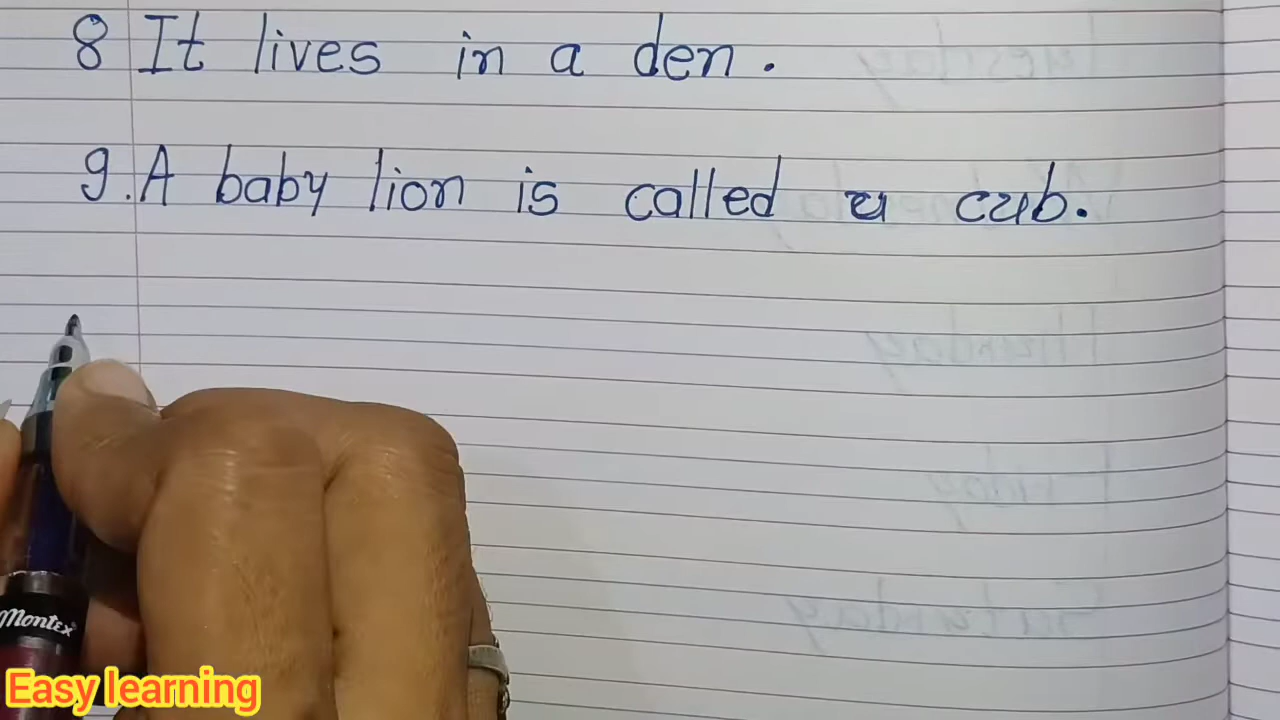 8 It lives in a den.
9. A baby lion is called a cub.
Montex
Easy learning